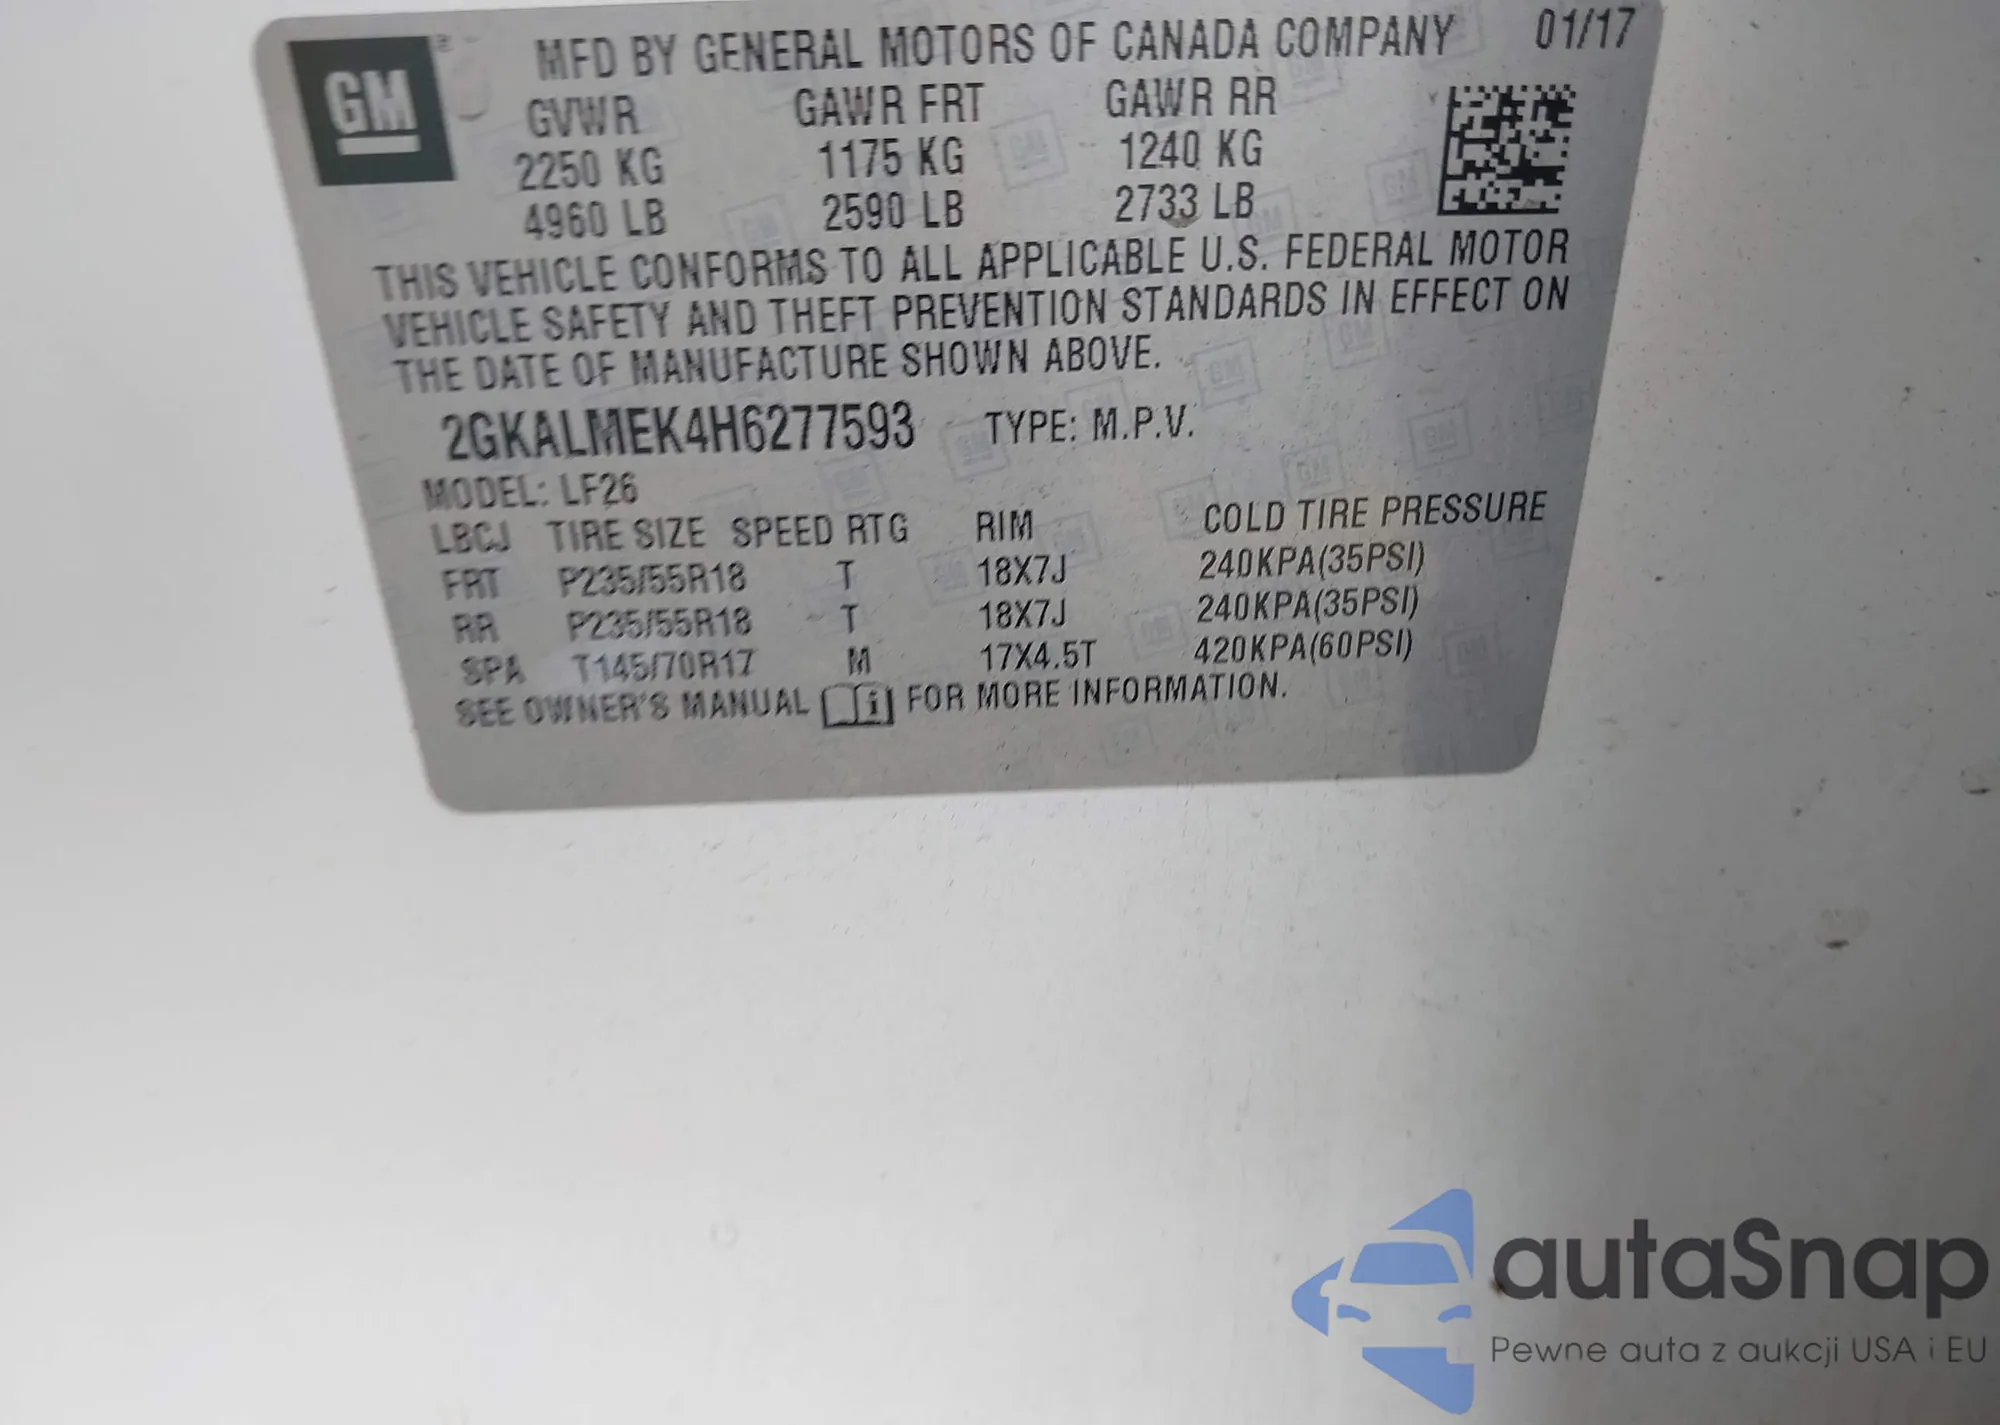 GM
MFD BY GENERAL MOTORS OF CANADA COMPANY 01/17
GVWR GAWR FRT GAWR RR
2250 KG 1175 KG 1240 KG
4960 LB 2590 LB 2733 LB
THIS VEHICLE CONFORMS TO ALL APPLICABLE U.S. FEDERAL MOTOR
VEHICLE SAFETY AND THEFT PREVENTION STANDARDS IN EFFECT ON
THE DATE OF MANUFACTURE SHOWN ABOVE.
2GKALMEK4H6277593 TYPE: M.P.V.
MODEL: LF26
LBCJ TIRE SIZE SPEED RTG RIM COLD TIRE PRESSURE
FRT P235/55R18 T 18X7J 240KPA(35PSI)
RR P235/55R18 T 18X7J 240KPA(35PSI)
SPA T145/70R17 M 17X4.5T 420KPA(60PSI)
SEE OWNER'S MANUAL FOR MORE INFORMATION.
autaSnap
Pewne auta z aukcji USA i EU